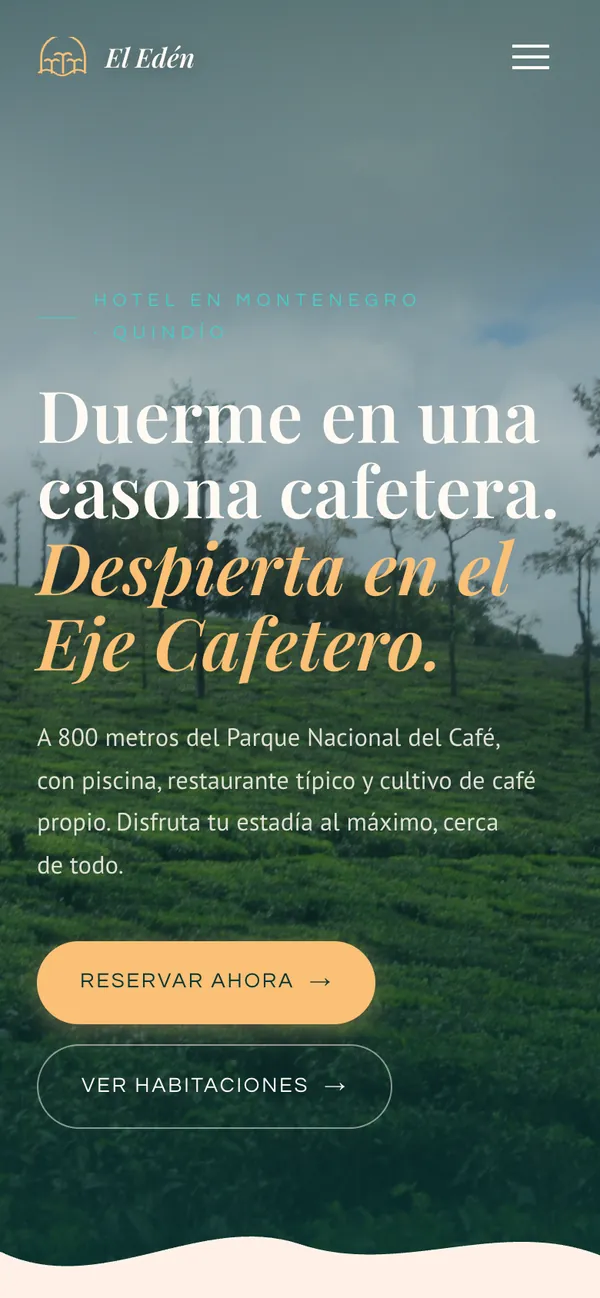 El Edén
HOTEL EN MONTENEGRO
· QUINDÍO
Duerme en una
casona cafetera.
Despierta en el
Eje Cafetero.
A 800 metros del Parque Nacional del Café,
con piscina, restaurante típico y cultivo de café
propio. Disfruta tu estadía al máximo, cerca
de todo.
RESERVAR AHORA →
VER HABITACIONES →